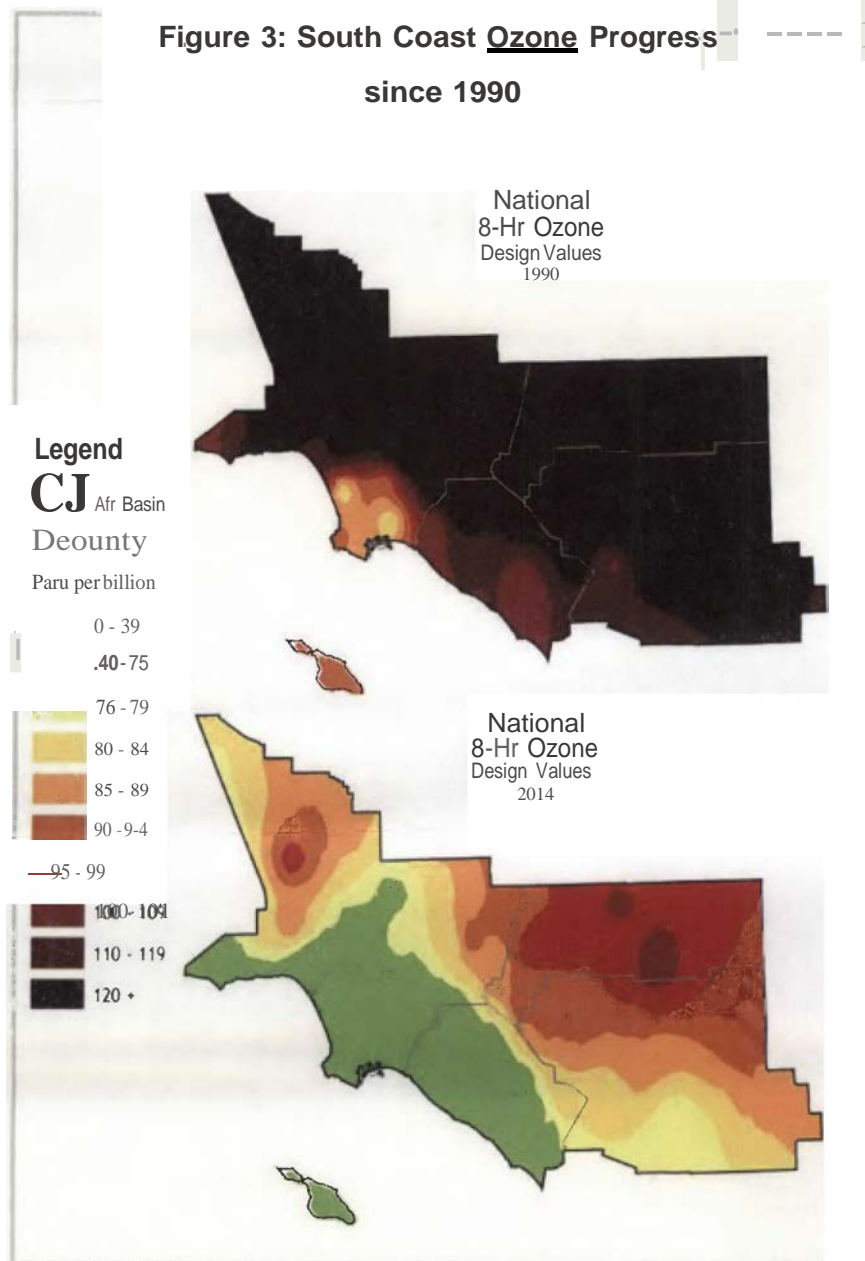 Figure 3: South Coast Ozone Progress
since 1990
National
8-Hr Ozone
Design Values
1990
Legend
CJ Afr Basin
Deounty
Paru per billion
0 - 39
.40-75
76 - 79
80 - 84
85 - 89
90 -9-4
95 - 99
110 - 119
120 +
National
8-Hr Ozone
Design Values
2014